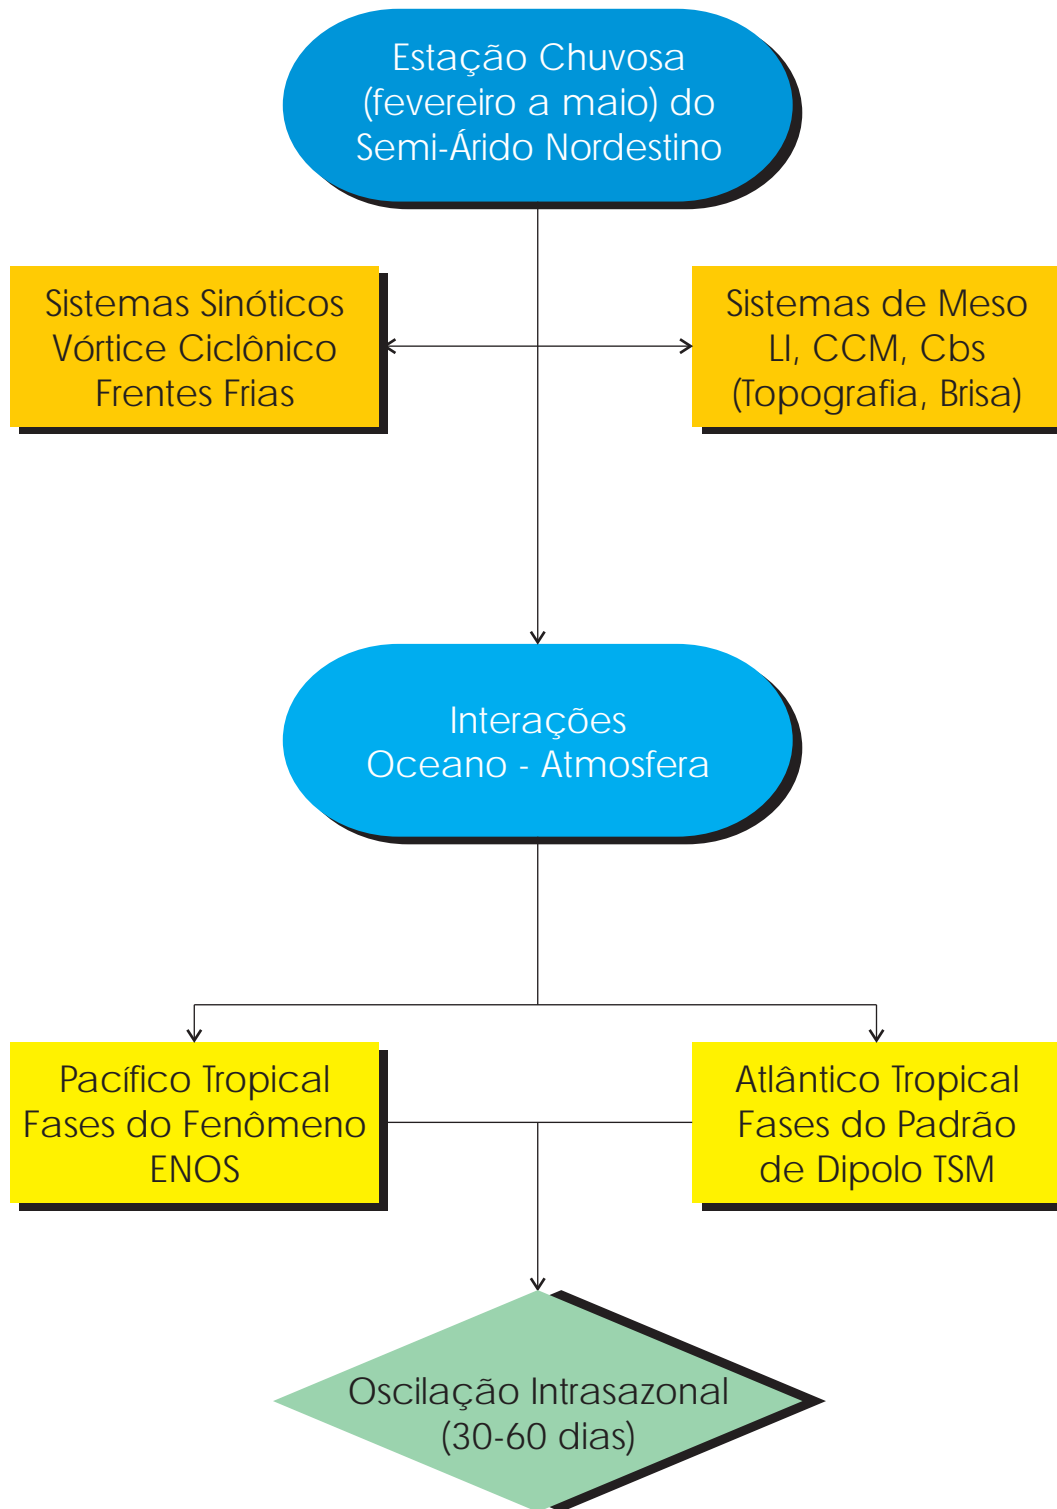 Estação Chuvosa
(fevereiro a maio) do
Semi-Árido Nordestino
Sistemas Sinóticos
Vórtice Ciclônico
Frentes Frias
Sistemas de Meso
LI, CCM, Cbs
(Topografia, Brisa)
Interações
Oceano - Atmosfera
Pacífico Tropical
Fases do Fenômeno
ENOS
Atlântico Tropical
Fases do Padrão
de Dipolo TSM
Oscilação Intrasazonal
(30-60 dias)